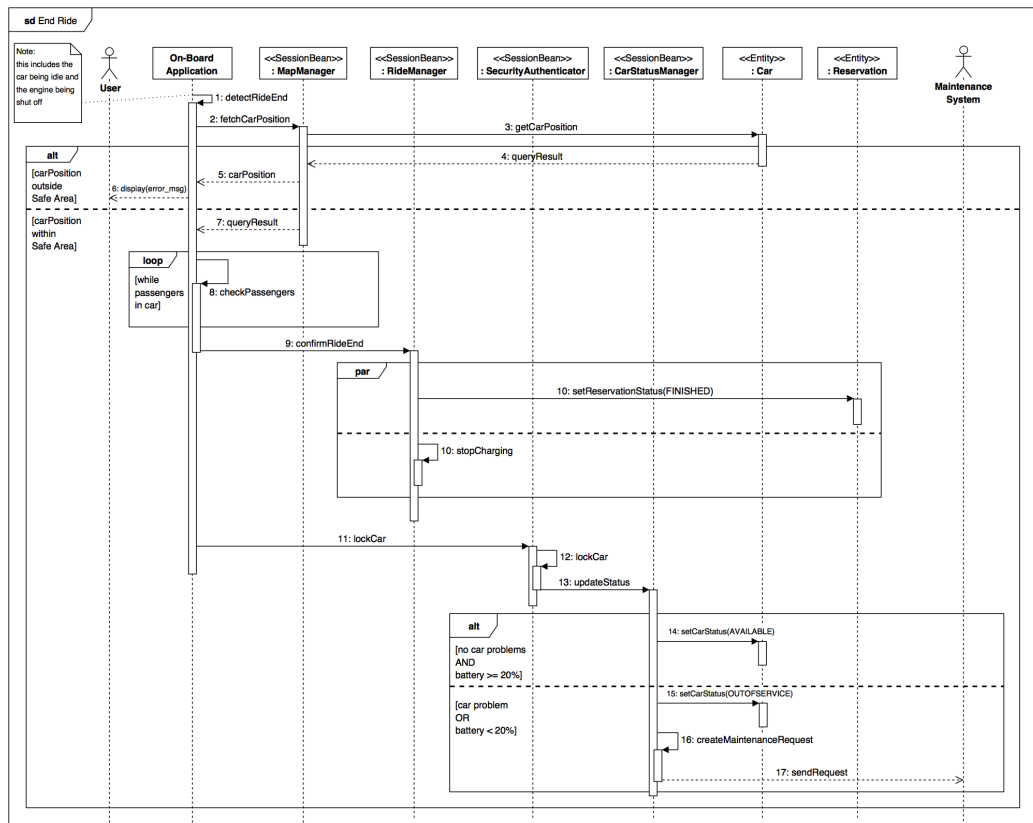 sd End Ride
Note:
this includes the
car being idle and
the engine being
shut off
User
On-Board
Application
<<SessionBean>>
: MapManager
<<SessionBean>>
: RideManager
<<SessionBean>>
: SecurityAuthenticator
<<SessionBean>>
: CarStatusManager
<<Entity>>
: Car
<<Entity>>
: Reservation
Maintenance
System
1: detectRideEnd
2: fetchCarPosition
3: getCarPosition
alt
[carPosition
outside
Safe Area]
4: queryResult
5: carPosition
6: display(error_msg)
[carPosition
within
Safe Area]
7: queryResult
loop
[while
passengers
in car]
8: checkPassengers
9: confirmRideEnd
par
10: setReservationStatus(FINISHED)
10: stopCharging
11: lockCar
12: lockCar
13: updateStatus
alt
[no car problems
AND
battery >= 20%]
14: setCarStatus(AVAILABLE)
15: setCarStatus(OUTOFSERVICE)
[car problem
OR
battery < 20%]
16: createMaintenanceRequest
17: sendRequest